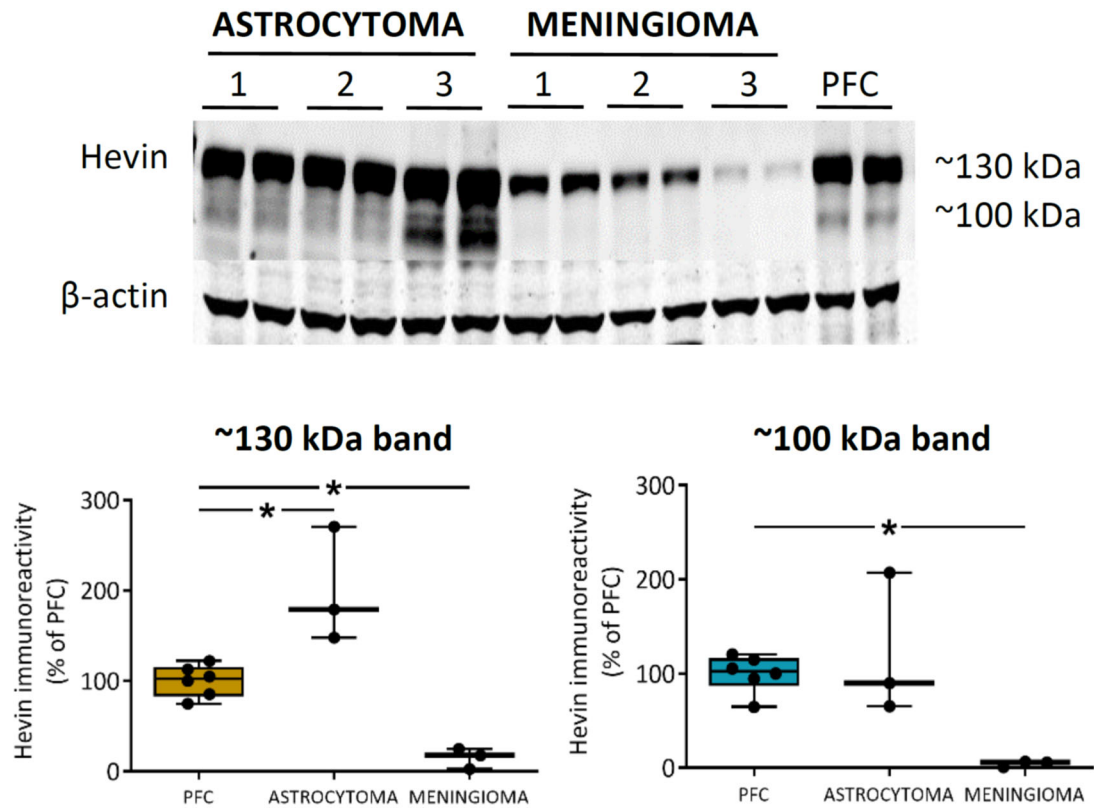 ASTROCYTOMA MENINGIOMA
1 2 3 1 2 3 PFC
Hevin ~130 kDa
~100 kDa
β-actin
~130 kDa band
Hevin immunoreactivity
(% of PFC)
300
200
100
0
*
*
PFC ASTROCYTOMA MENINGIOMA
~100 kDa band
Hevin immunoreactivity
(% of PFC)
300
200
100
0
*
PFC ASTROCYTOMA MENINGIOMA